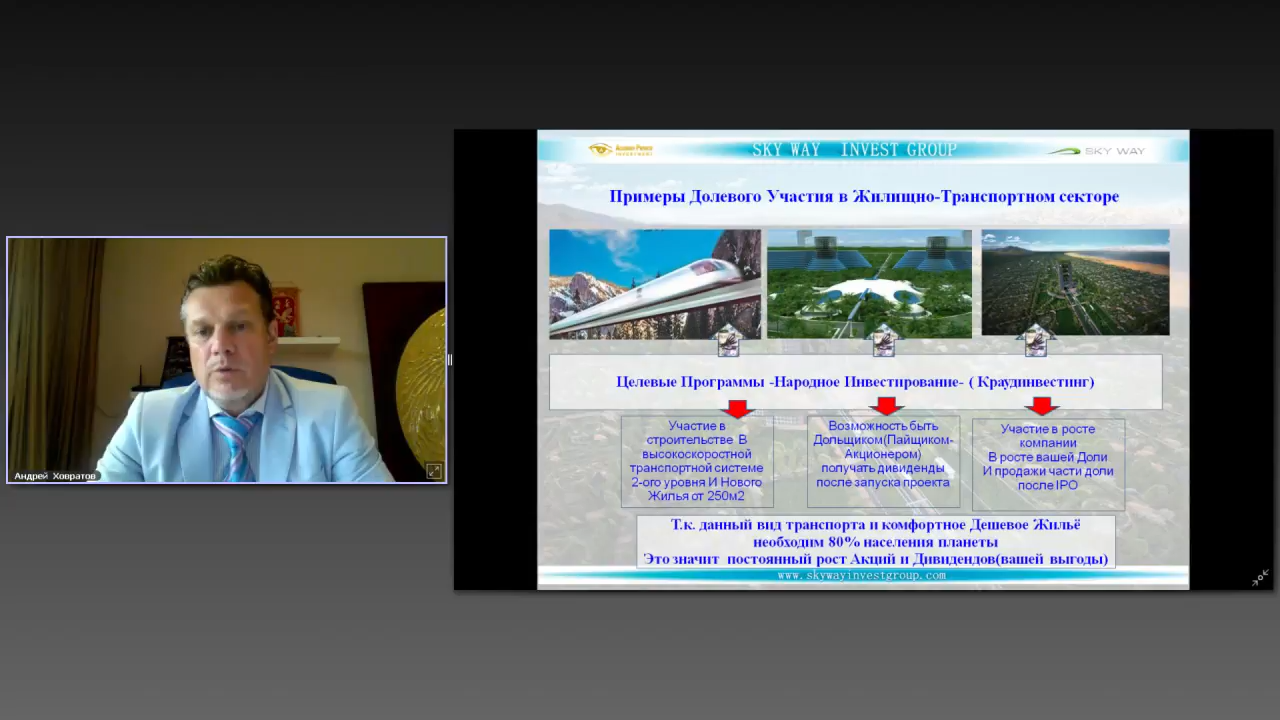 SKY WAY INVEST GROUP
SKY WAY
Примеры Долевого Участия в Жилищно-Транспортном секторе
Целевые Программы -Народное Инвестирование- ( Краудинвестинг)
Участие в
строительстве В
высокоскоростной
транспортной системе
2-ого уровня И Нового
Жилья от 250м2
Возможность быть
Дольщиком(Пайщиком-
Акционером)
получать дивиденды
после запуска проекта
Участие в росте
компании
В росте вашей Доли
И продажи части доли
после IPO
Т.к. данный вид транспорта и комфортное Дешевое Жильё
необходим 80% населения планеты
Это значит постоянный рост Акций и Дивидендов(вашей выгоды)
www.skywayinvestgroup.com
Андрей Ховратов